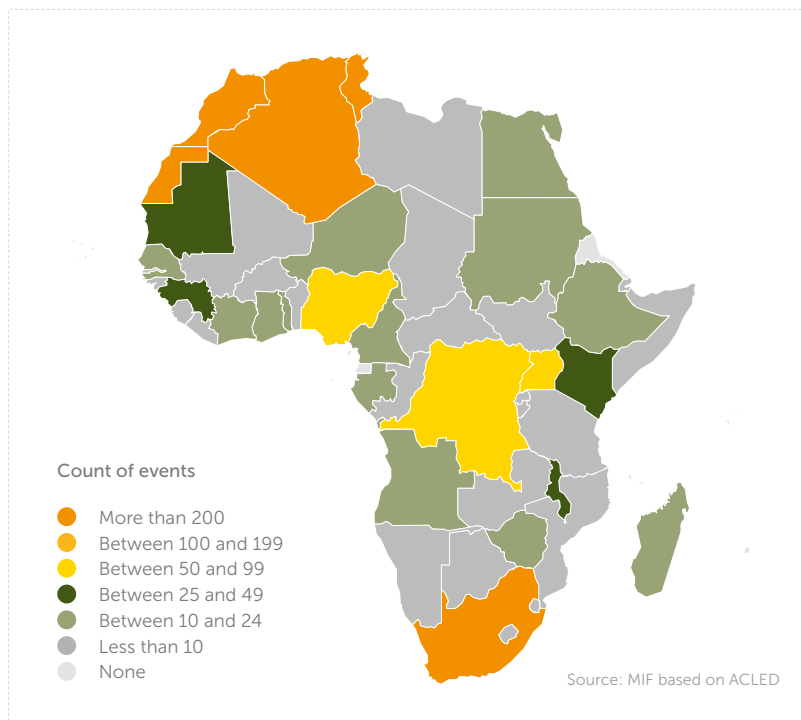 Count of events
More than 200
Between 100 and 199
Between 50 and 99
Between 25 and 49
Between 10 and 24
Less than 10
None
Source: MIF based on ACLED